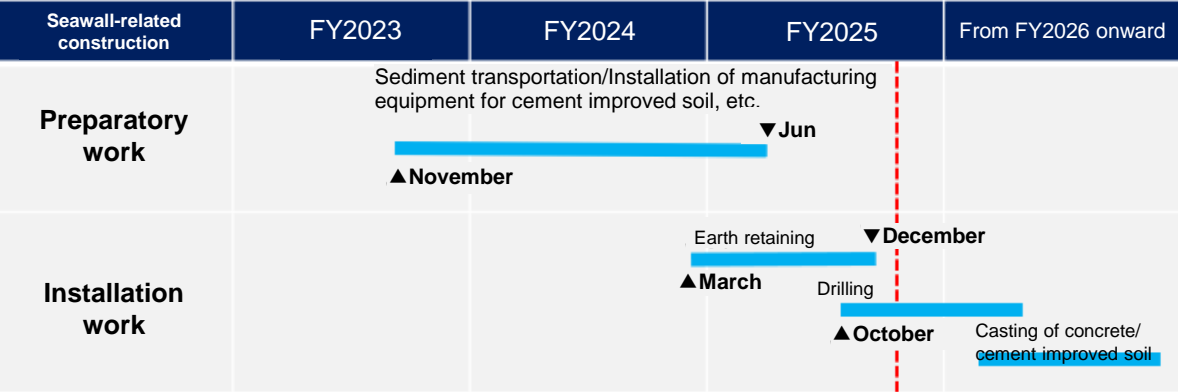 Seawall-related
construction
FY2023
FY2024
FY2025
From FY2026 onward
Sediment transportation/Installation of manufacturing
equipment for cement improved soil, etc.
Preparatory
work
▼Jun
▲November
Earth retaining
▼December
▲March
Drilling
Installation
work
▲October
Casting of concrete/
cement improved soil